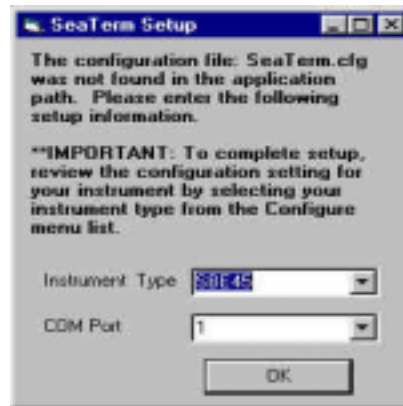 SeaTerm Setup
The configuration file: SeaTerm.cfg
was not found in the application
path. Please enter the following
setup information.
**IMPORTANT: To complete setup,
review the configuration setting for
your instrument by selecting your
instrument type from the Configure
menu list.
Instrument Type SBE45
COM Port 1
OK